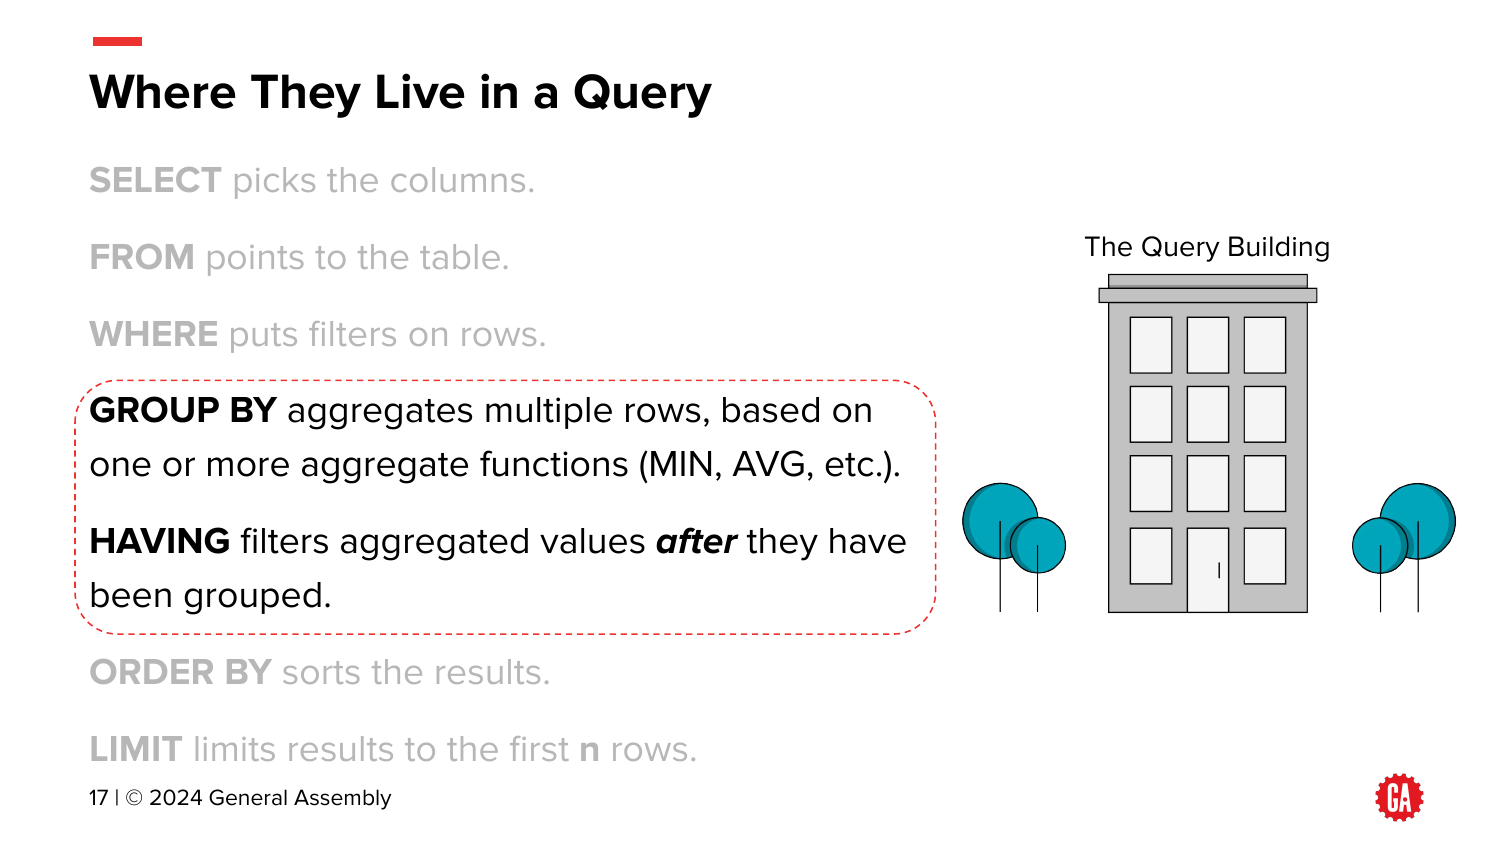 Where They Live in a Query
SELECT picks the columns.
FROM points to the table.
WHERE puts filters on rows.
GROUP BY aggregates multiple rows, based on
one or more aggregate functions (MIN, AVG, etc.).
HAVING filters aggregated values after they have
been grouped.
ORDER BY sorts the results.
LIMIT limits results to the first n rows.
The Query Building
17 | © 2024 General Assembly
GA